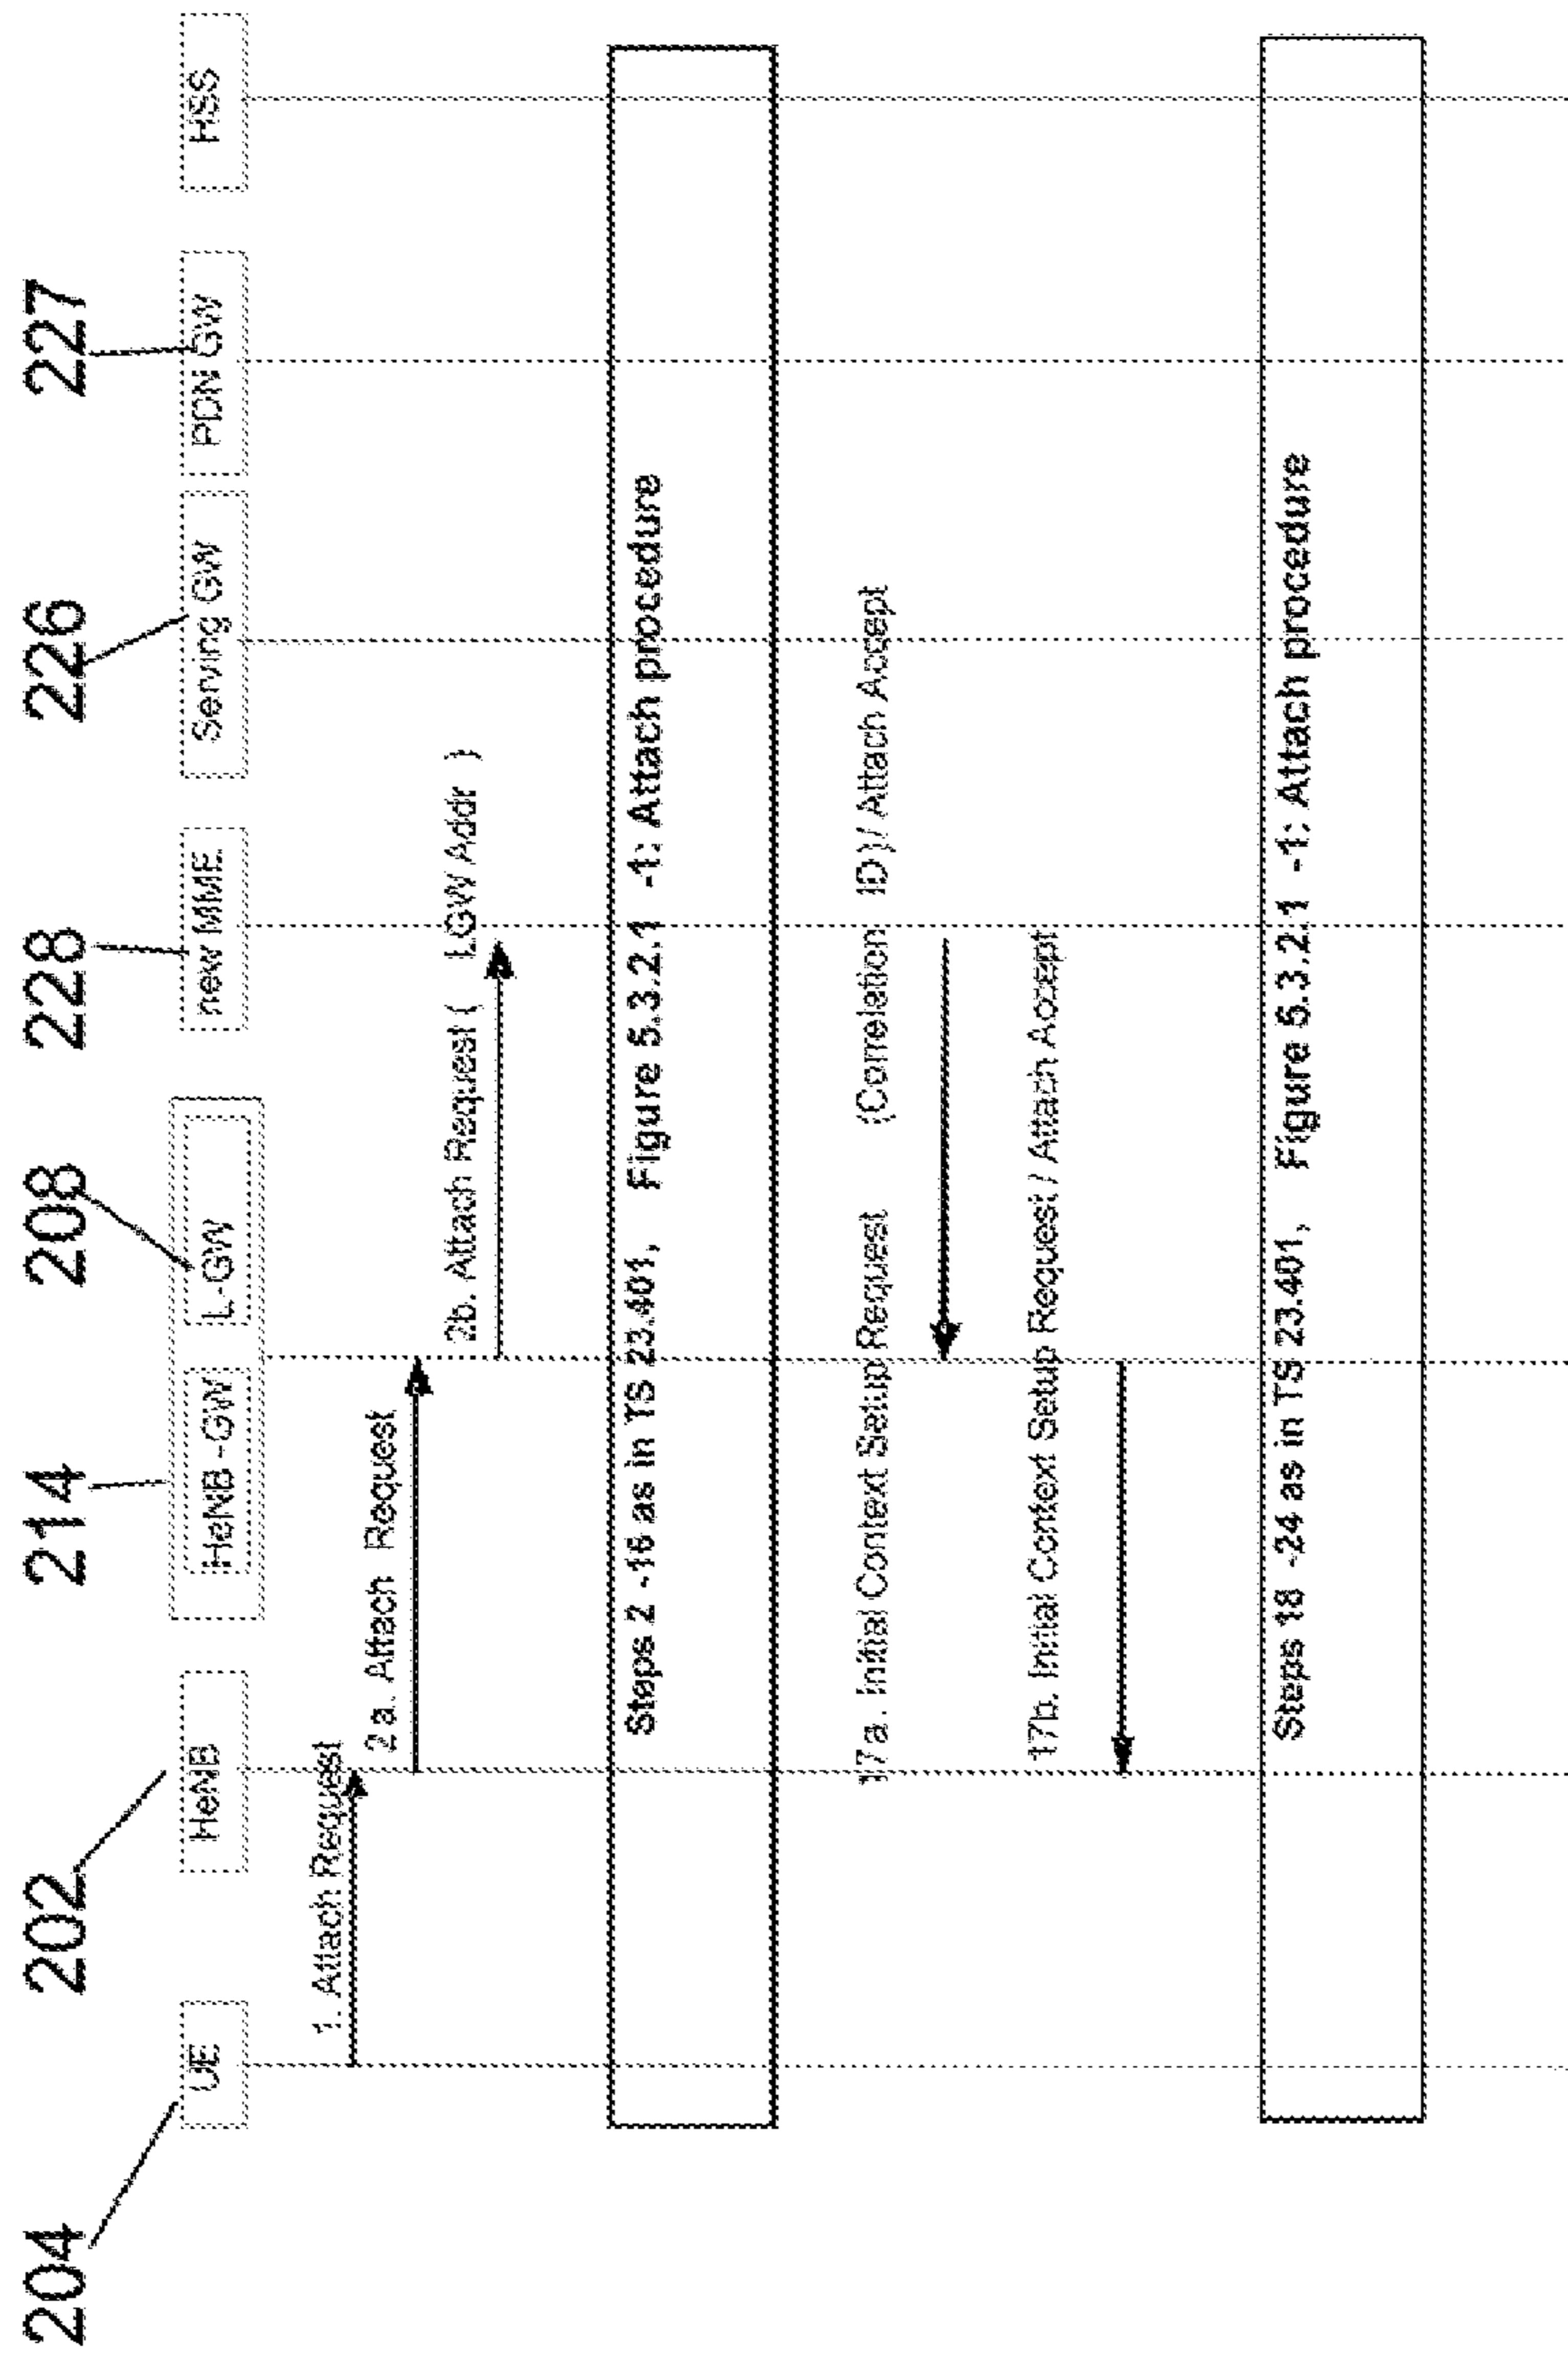 204 202 214 208 228 226 227
UE HeNB HeNB -GW L-GW new MME Serving GW PDN GW HSS
1. Attach Request
2a. Attach Request
2b. Attach Request ( LGW Addr )
Steps 2 -16 as in TS 23.401, Figure 5.3.2.1 -1: Attach procedure
17a. Initial Context Setup Request (Correlation ID) / Attach Accept
17b. Initial Context Setup Request / Attach Accept
Steps 18 -24 as in TS 23.401, Figure 5.3.2.1 -1: Attach procedure